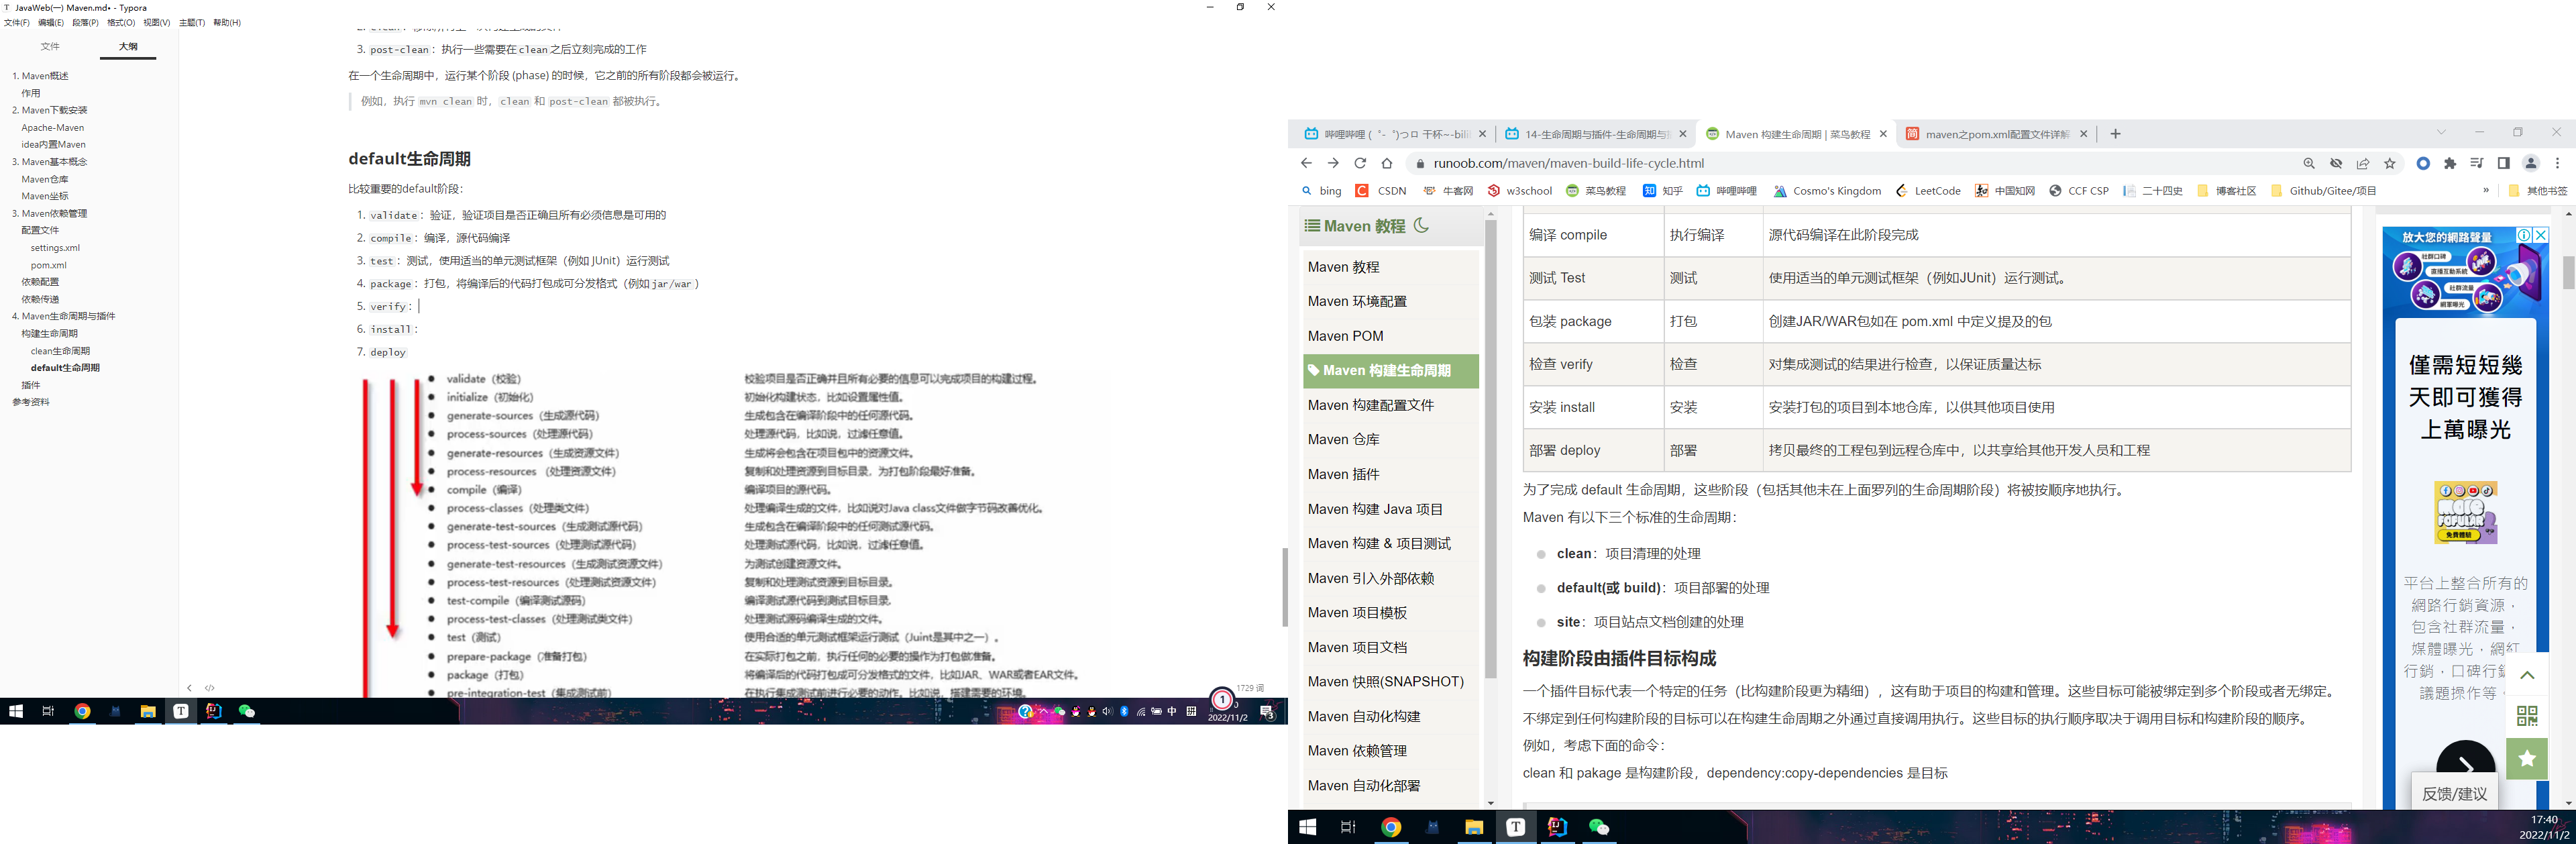 JavaWeb(一) Maven.md• - Typora
文件(F) 编辑(E) 段落(P) 格式(O) 视图(V) 主题(T) 帮助(H)
文件 大纲
1. Maven概述
作用
2. Maven下载安装
Apache-Maven
idea内置Maven
3. Maven基本概念
Maven仓库
Maven坐标
3. Maven依赖管理
配置文件
settings.xml
pom.xml
依赖配置
依赖传递
4. Maven生命周期与插件
构建生命周期
clean生命周期
default生命周期
插件
参考资料
3. post-clean：执行一些需要在clean之后立刻完成的工作
在一个生命周期中，运行某个阶段 (phase) 的时候，它之前的所有阶段都会被运行。
例如，执行 mvn clean 时，clean 和 post-clean 都被执行。
default生命周期
比较重要的default阶段：
1. validate：验证，验证项目是否正确且所有必须信息是可用的
2. compile：编译，源代码编译
3. test：测试，使用适当的单元测试框架（例如 JUnit）运行测试
4. package：打包，将编译后的代码打包成可分发格式（例如 jar/war ）
5. verify：
6. install：
7. deploy
validate（校验） 校验项目是否正确并且所有必要的信息可以完成项目的构建过程。
initialize（初始化） 初始化构建状态，比如设置属性值。
generate-sources（生成源代码） 生成包含在编译阶段中的任何源代码。
process-sources（处理源代码） 处理源代码，比如说，过滤任意值。
generate-resources（生成资源文件） 生成将会包含在项目包中的资源文件。
process-resources （处理资源文件） 复制和处理资源到目标目录，为打包阶段最好准备。
compile（编译） 编译项目的源代码。
process-classes（处理类文件） 处理编译生成的文件，比如说对Java class文件做字节码改善优化。
generate-test-sources（生成测试源代码） 生成包含在编译阶段中的任何测试源代码。
process-test-sources（处理测试源代码） 处理测试源代码，比如说，过滤任意值。
generate-test-resources（生成测试资源文件） 为测试创建资源文件。
process-test-resources（处理测试资源文件） 复制和处理测试资源到目标目录。
test-compile（编译测试源码） 编译测试源代码到测试目标目录.
process-test-classes（处理测试类文件） 处理测试源码编译生成的文件。
test（测试） 使用合适的单元测试框架运行测试（Juint是其中之一）。
prepare-package（准备打包） 在实际打包之前，执行任何的必要的操作为打包做准备。
package（打包） 将编译后的代码打包成可分发格式的文件，比如JAR、WAR或者EAR文件。
pre-integration-test（集成测试前） 在执行集成测试前进行必要的动作。比如说，搭建需要的环境。
1729 词
中
2022/11/2
哔哩哔哩 (゜-゜)つロ 干杯~-bili
14-生命周期与插件-生命周期与
Maven 构建生命周期 | 菜鸟教程
maven之pom.xml配置文件详解
runoob.com/maven/maven-build-life-cycle.html
bing CSDN 牛客网 w3school 菜鸟教程 知乎 哔哩哔哩 Cosmo's Kingdom LeetCode 中国知网 CCF CSP 二十四史 博客社区 Github/Gitee/项目 » 其他书签
Maven 教程
Maven 教程
Maven 环境配置
Maven POM
Maven 构建生命周期
Maven 构建配置文件
Maven 仓库
Maven 插件
Maven 构建 Java 项目
Maven 构建 & 项目测试
Maven 引入外部依赖
Maven 项目模板
Maven 项目文档
Maven 快照(SNAPSHOT)
Maven 自动化构建
Maven 依赖管理
Maven 自动化部署
编译 compile 执行编译 源代码编译在此阶段完成
测试 Test 测试 使用适当的单元测试框架（例如JUnit）运行测试。
包装 package 打包 创建JAR/WAR包如在 pom.xml 中定义提及的包
检查 verify 检查 对集成测试的结果进行检查，以保证质量达标
安装 install 安装 安装打包的项目到本地仓库，以供其他项目使用
部署 deploy 部署 拷贝最终的工程包到远程仓库中，以共享给其他开发人员和工程
为了完成 default 生命周期，这些阶段（包括其他未在上面罗列的生命周期阶段）将被按顺序地执行。
Maven 有以下三个标准的生命周期：
clean：项目清理的处理
default(或 build)：项目部署的处理
site：项目站点文档创建的处理
构建阶段由插件目标构成
一个插件目标代表一个特定的任务（比构建阶段更为精细），这有助于项目的构建和管理。这些目标可能被绑定到多个阶段或者无绑定。
不绑定到任何构建阶段的目标可以在构建生命周期之外通过直接调用执行。这些目标的执行顺序取决于调用目标和构建阶段的顺序。
例如，考虑下面的命令：
clean 和 pakage 是构建阶段，dependency:copy-dependencies 是目标
放大您的網路聲量
社群口碑
直播互動系統
社群流量
網軍曝光
僅需短短幾
天即可獲得
上萬曝光
免費體驗
平台上整合所有的
網路行銷資源，
包含社群流量，
媒體曝光，網紅
行銷，口碑行
議題操作等，
反馈/建议
17:40
2022/11/2